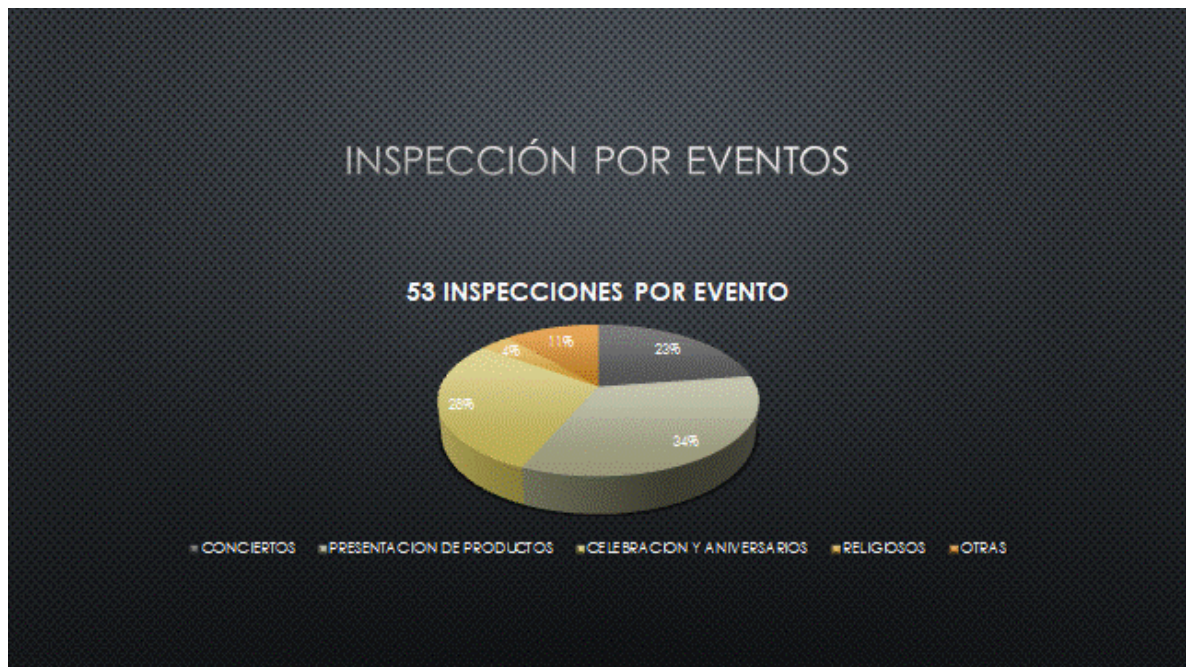 INSPECCIÓN POR EVENTOS
53 INSPECCIONES POR EVENTO
11%
23%
4%
28%
34%
CONCIERTOS PRESENTACION DE PRODUCTOS CELEBRACION Y ANIVERSARIOS RELIGIOSOS OTRAS